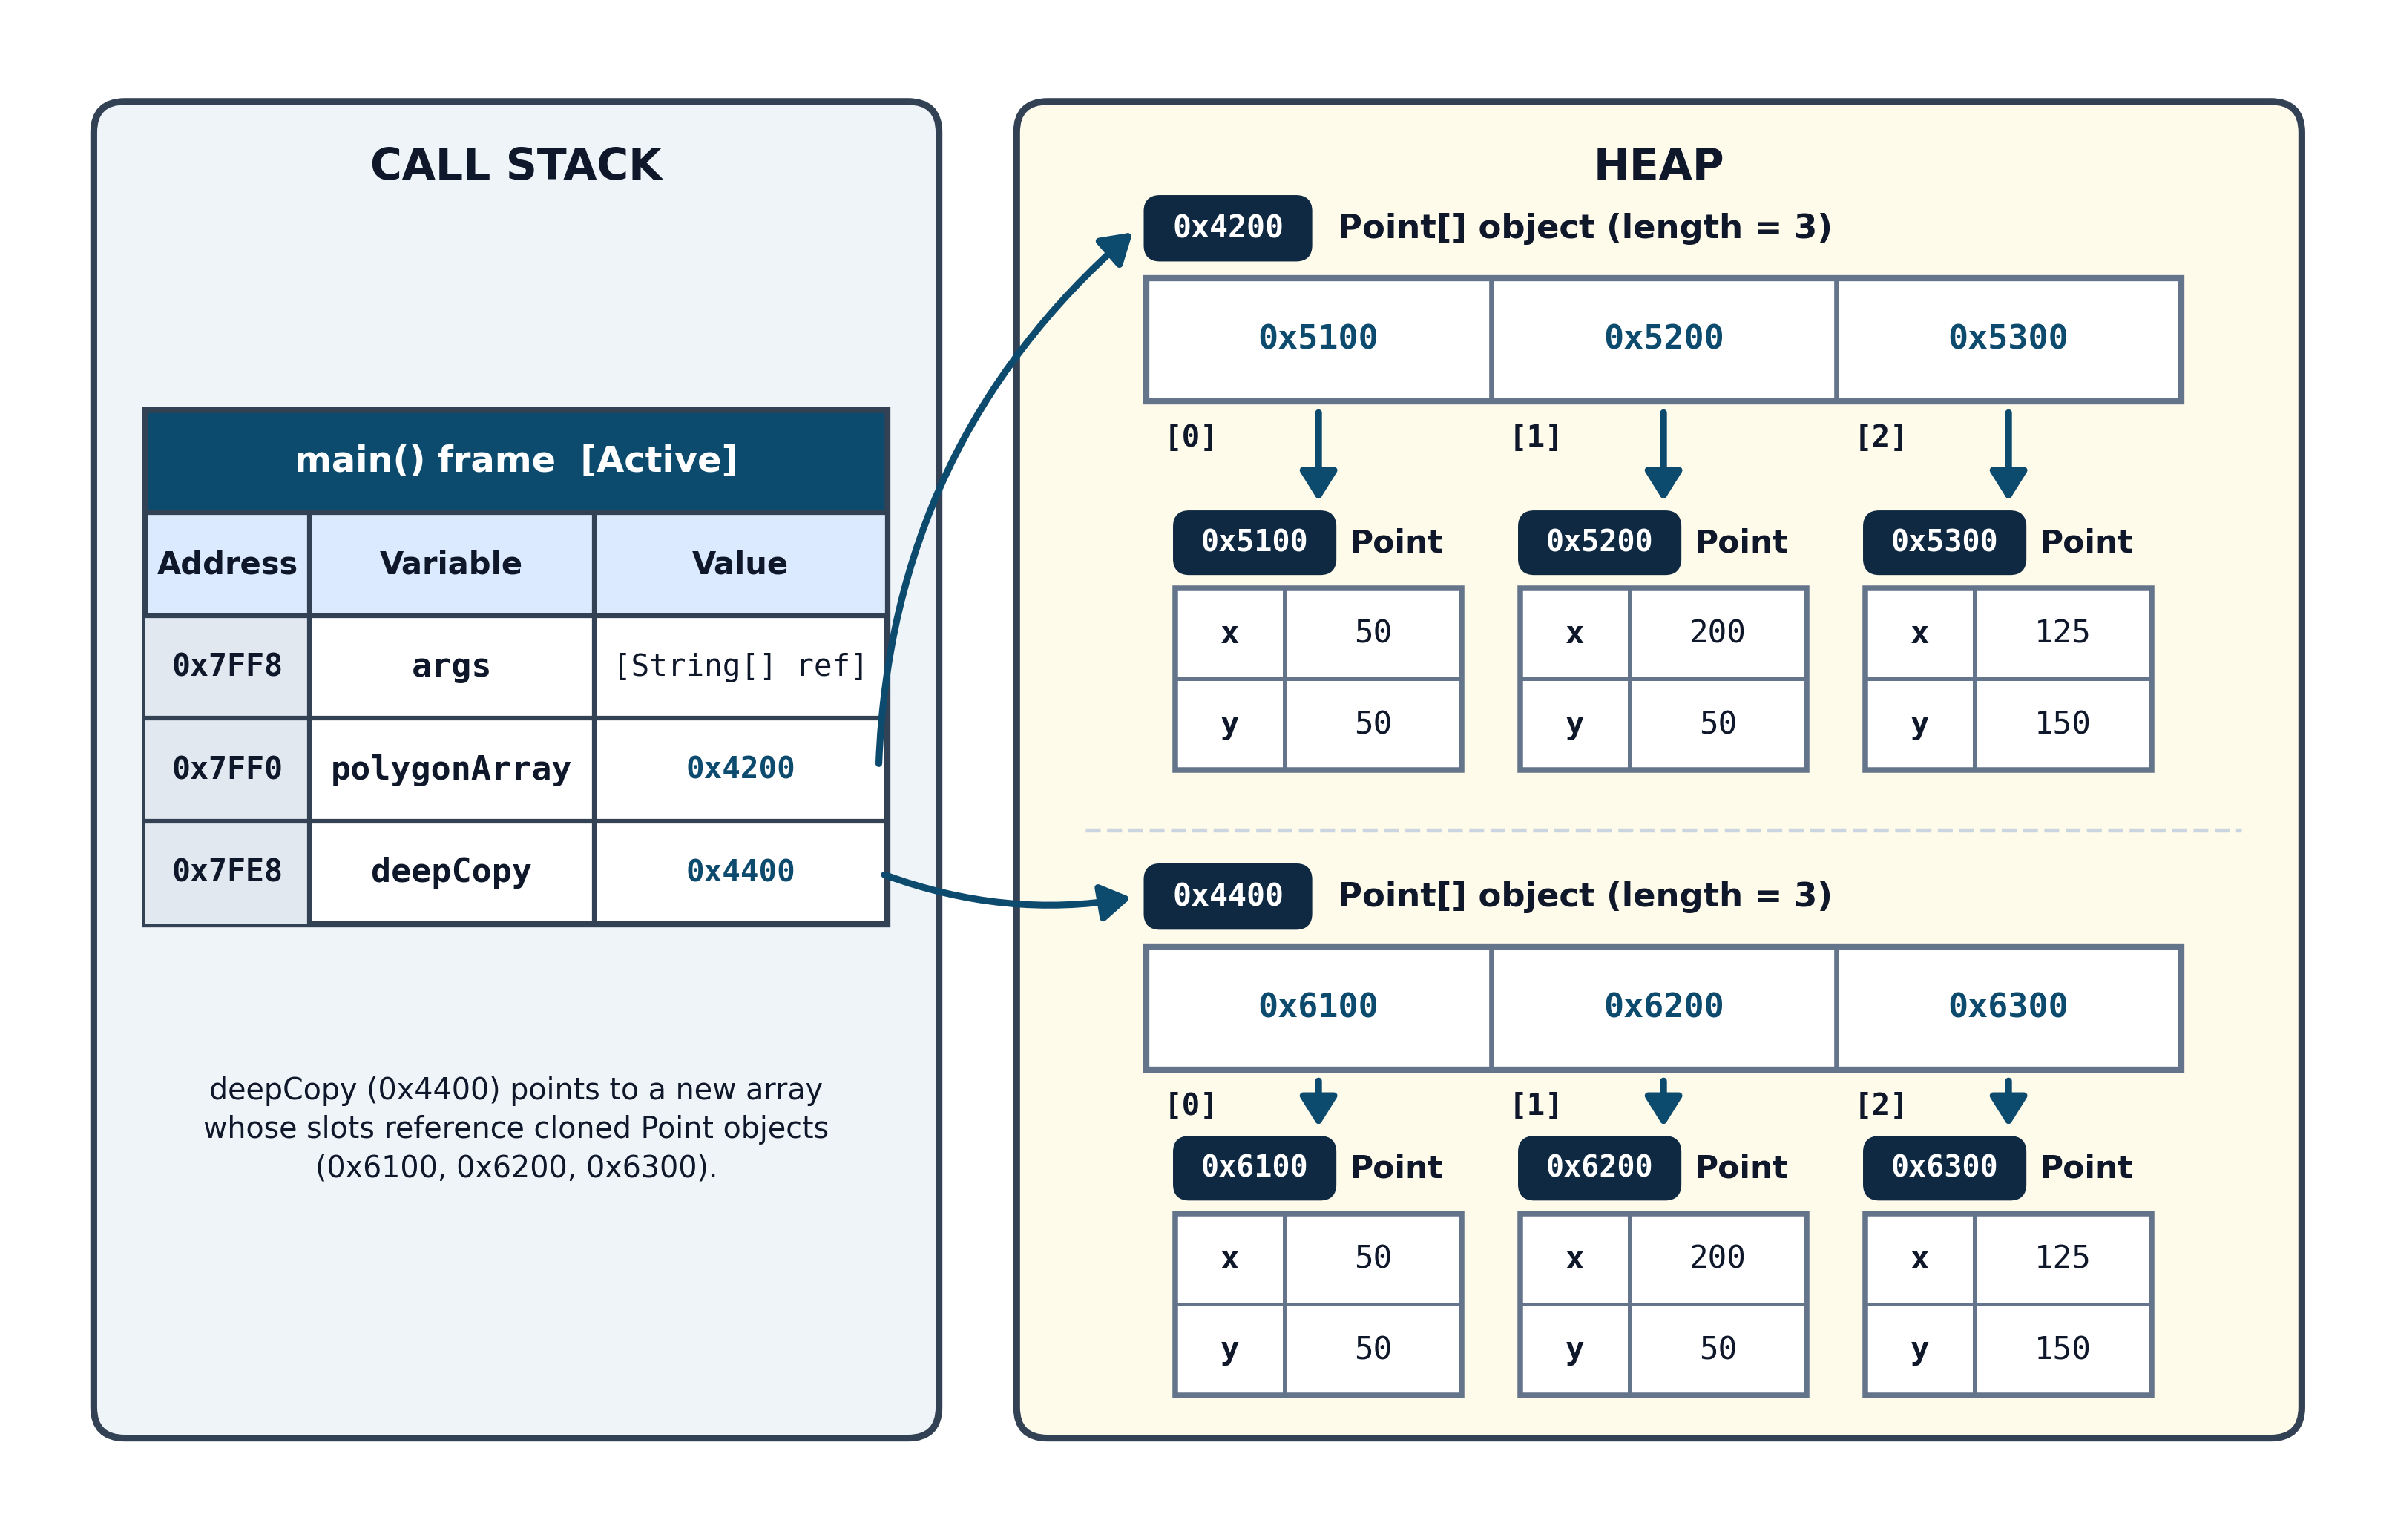 CALL STACK
main() frame  [Active]
Address Variable Value
0x7FF8 args [String[] ref]
0x7FF0 polygonArray 0x4200
0x7FE8 deepCopy 0x4400
deepCopy (0x4400) points to a new array
whose slots reference cloned Point objects
(0x6100, 0x6200, 0x6300).
HEAP
0x4200 Point[] object (length = 3)
0x5100 0x5200 0x5300
[0] [1] [2]
0x5100 Point 0x5200 Point 0x5300 Point
x 50 x 200 x 125
y 50 y 50 y 150
0x4400 Point[] object (length = 3)
0x6100 0x6200 0x6300
[0] [1] [2]
0x6100 Point 0x6200 Point 0x6300 Point
x 50 x 200 x 125
y 50 y 50 y 150